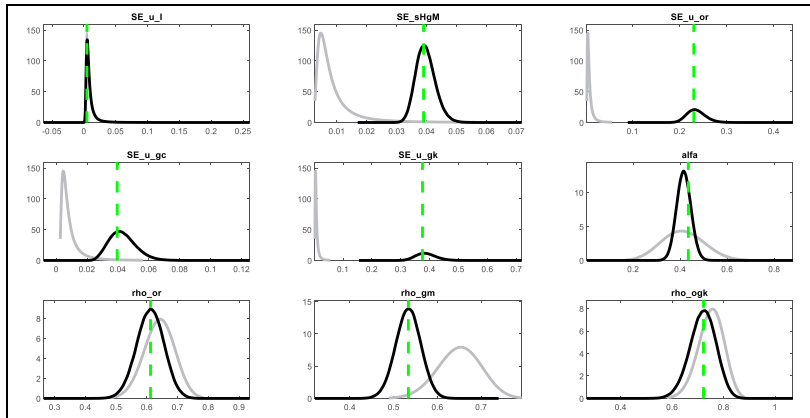 SE_u_l SE_sHgM SE_u_or
150 150 150
100 100 100
50 50 50
0 0 0
-0.05 0 0.05 0.1 0.15 0.2 0.25 0.01 0.02 0.03 0.04 0.05 0.06 0.07 0.2 0.3 0.4
SE_u_gc SE_u_gk alfa
150 150
100 100 10
50 50 5
0 0 0
0 0.02 0.04 0.06 0.08 0.1 0.12 0.1 0.2 0.3 0.4 0.5 0.6 0.7 0.2 0.4 0.6 0.8
rho_or rho_gm rho_ogk
8 15 8
6 10 6
4 4
2 5 2
0 0 0
0.3 0.4 0.5 0.6 0.7 0.8 0.9 0.4 0.5 0.6 0.7 0.4 0.6 0.8 1